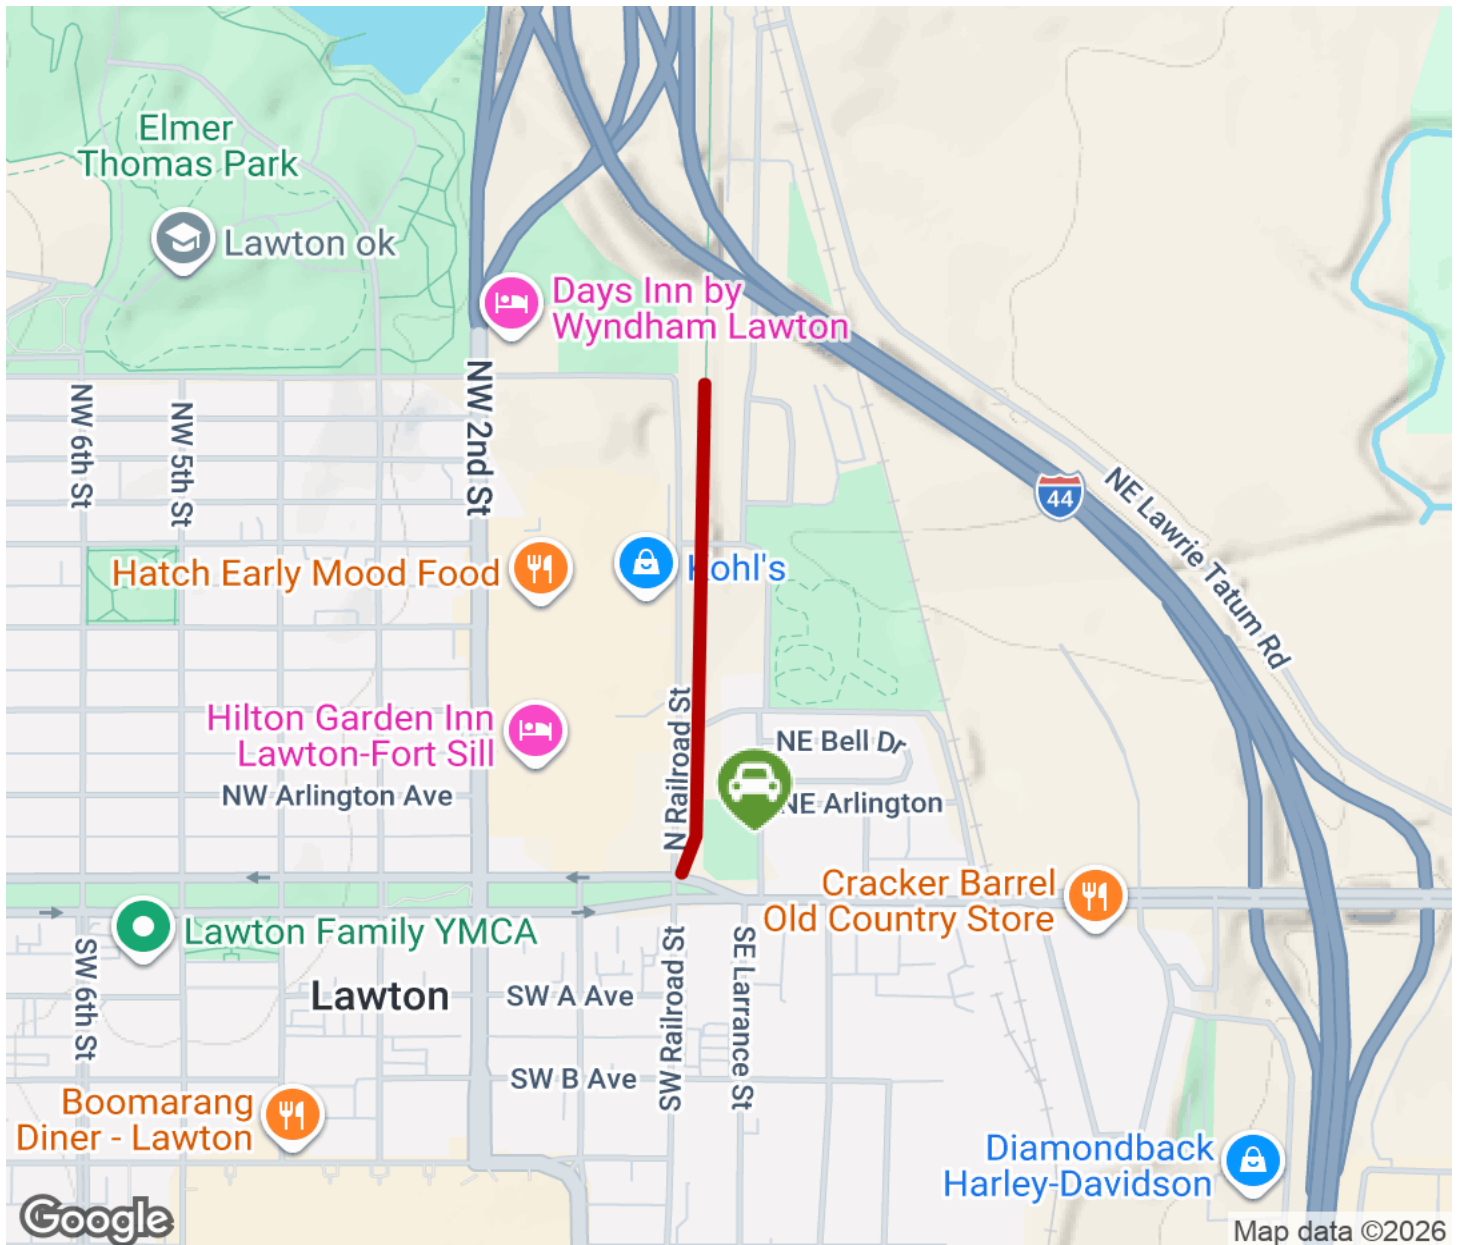 Elmer
Thomas Park
Lawton ok
Days Inn by
Wyndham Lawton
NW 6th St
NW 5th St
NW 2nd St
44
NE Lawrie Tatum Rd
Hatch Early Mood Food
Kohl's
Hilton Garden Inn
Lawton-Fort Sill
N Railroad St
NE Bell Dr
NW Arlington Ave
NE Arlington
Cracker Barrel
Old Country Store
Lawton Family YMCA
SW 6th St
Lawton
SW A Ave
SW Railroad St
SE Larrance St
SW B Ave
Boomarang
Diner - Lawton
Diamondback
Harley-Davidson
Google
Map data ©2026